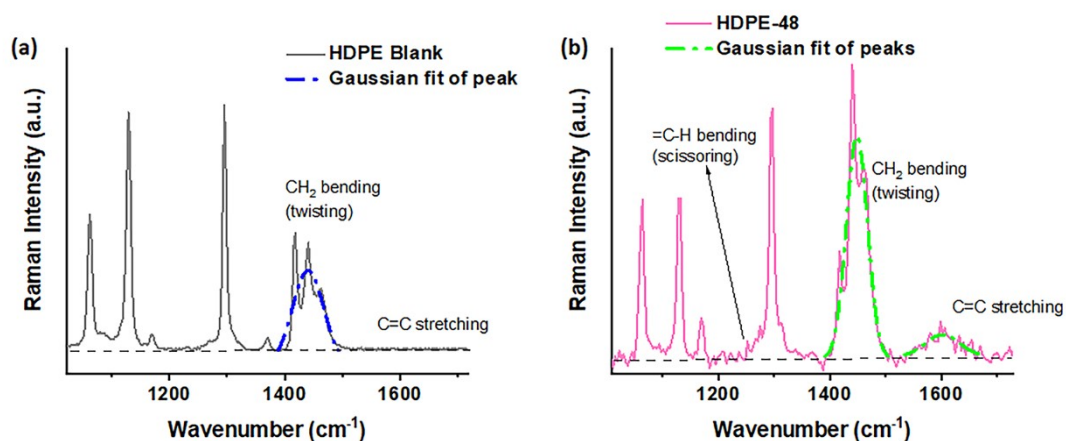 (a)
HDPE Blank
Gaussian fit of peak
Raman Intensity (a.u.)
CH₂ bending
(twisting)
C=C stretching
1200
1400
1600
Wavenumber (cm⁻¹)
(b)
HDPE-48
Gaussian fit of peaks
Raman Intensity (a.u.)
=C-H bending
(scissoring)
CH₂ bending
(twisting)
C=C stretching
1200
1400
1600
Wavenumber (cm⁻¹)